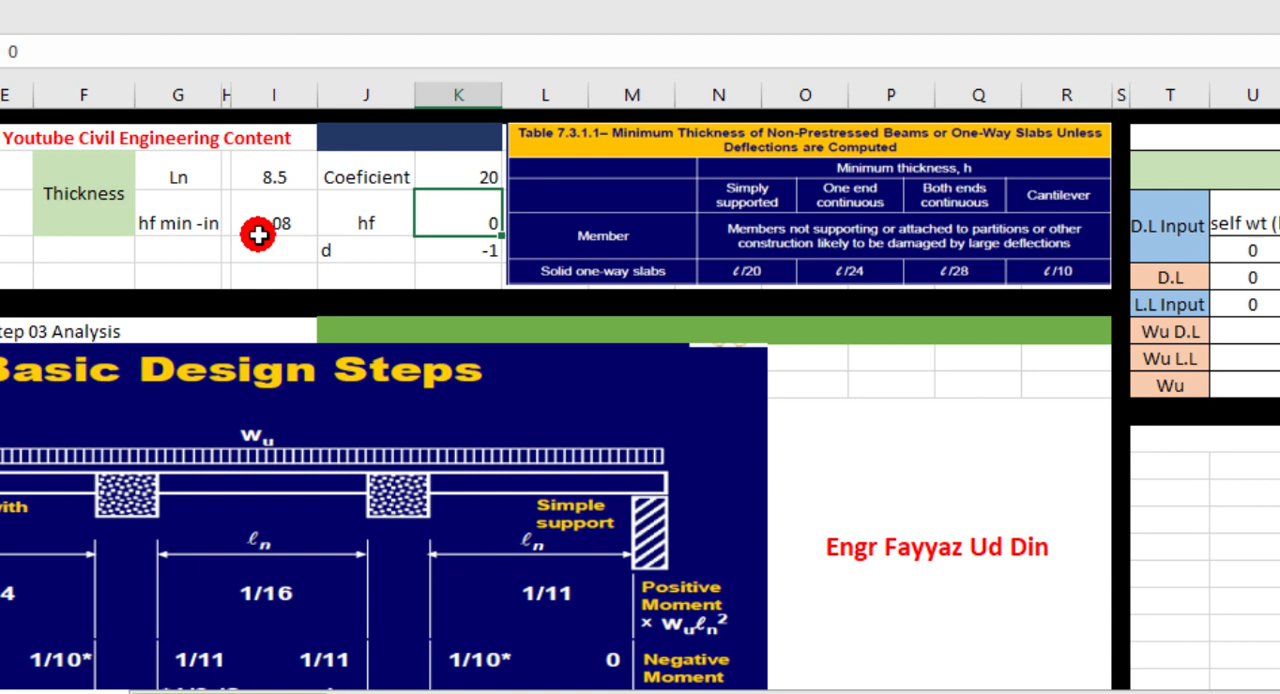 0
E F G H I J K L M N O P Q R S T U
Youtube Civil Engineering Content
Thickness
Ln 8.5 Coeficient 20
hf min -in 08 hf 0
d -1
Table 7.3.1.1– Minimum Thickness of Non-Prestressed Beams or One-Way Slabs Unless
Deflections are Computed
Minimum thickness, h
Simply supported
One end continuous
Both ends continuous
Cantilever
Member
Members not supporting or attached to partitions or other
construction likely to be damaged by large deflections
Solid one-way slabs ℓ/20 ℓ/24 ℓ/28 ℓ/10
D.L Input self wt (
0
D.L 0
L.L Input 0
Wu D.L
Wu L.L
Wu
tep 03 Analysis
Basic Design Steps
wu
ith
Simple
support
ℓn ℓn
4 1/16 1/11
Positive
Moment
× wuℓn²
1/10* 1/11 1/11 1/10* 0
Negative
Moment
Engr Fayyaz Ud Din